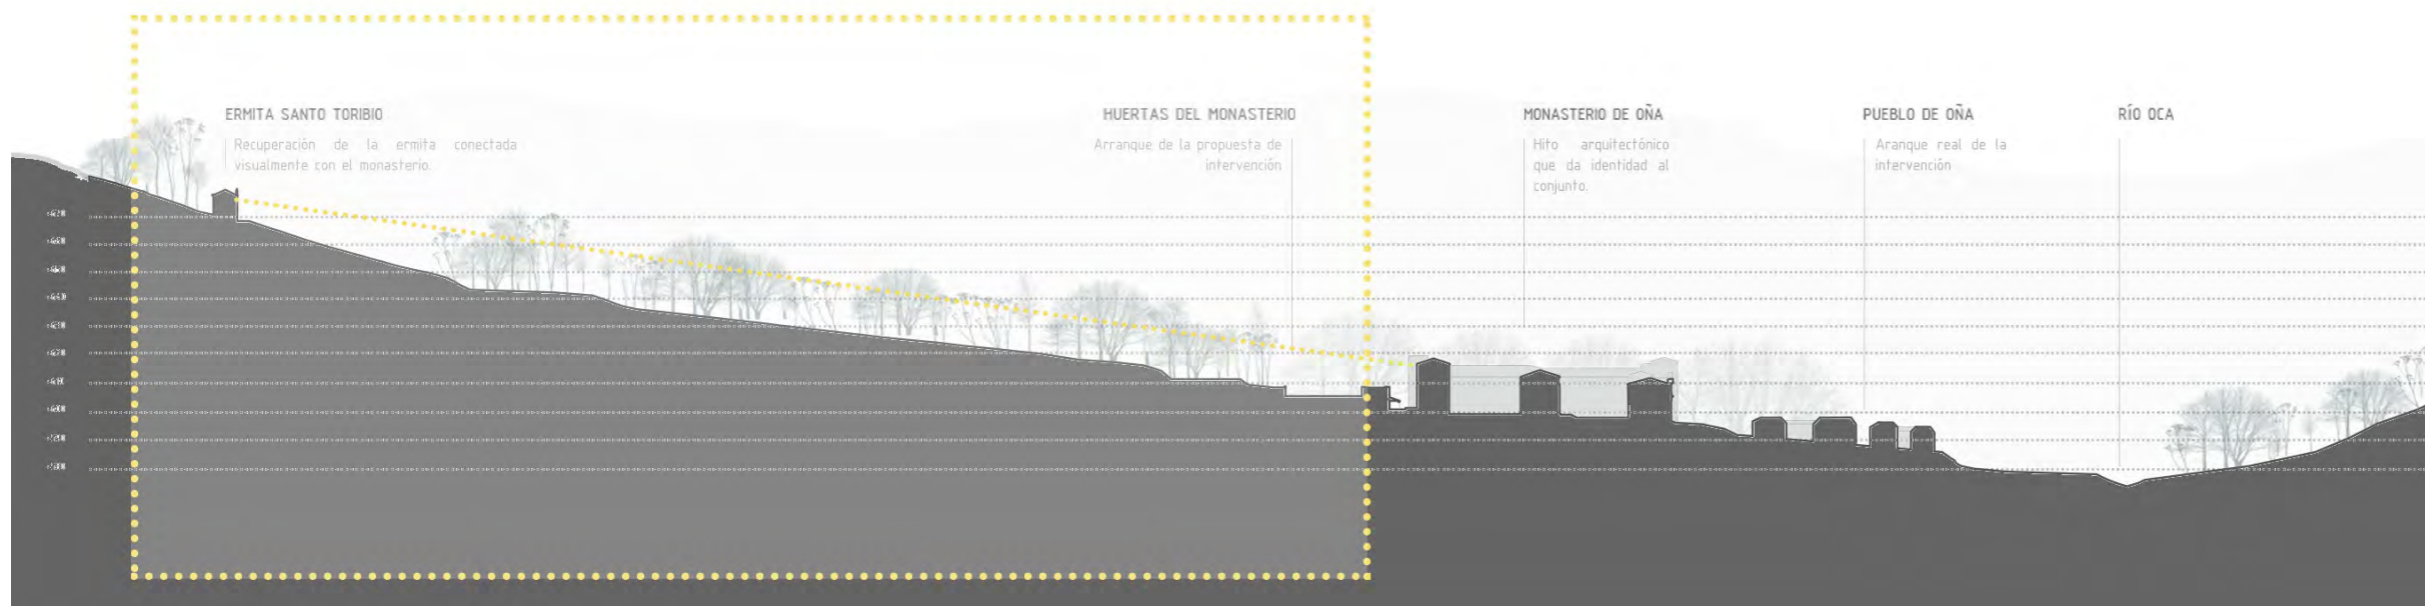 ERMITA SANTO TORIBIO
Recuperación de la ermita conectada
visualmente con el monasterio.
HUERTAS DEL MONASTERIO
Arranque de la propuesta de
intervención
MONASTERIO DE OÑA
Hito arquitectónico
que da identidad al
conjunto.
PUEBLO DE OÑA
Aranque real de la
intervención
RÍO OCA